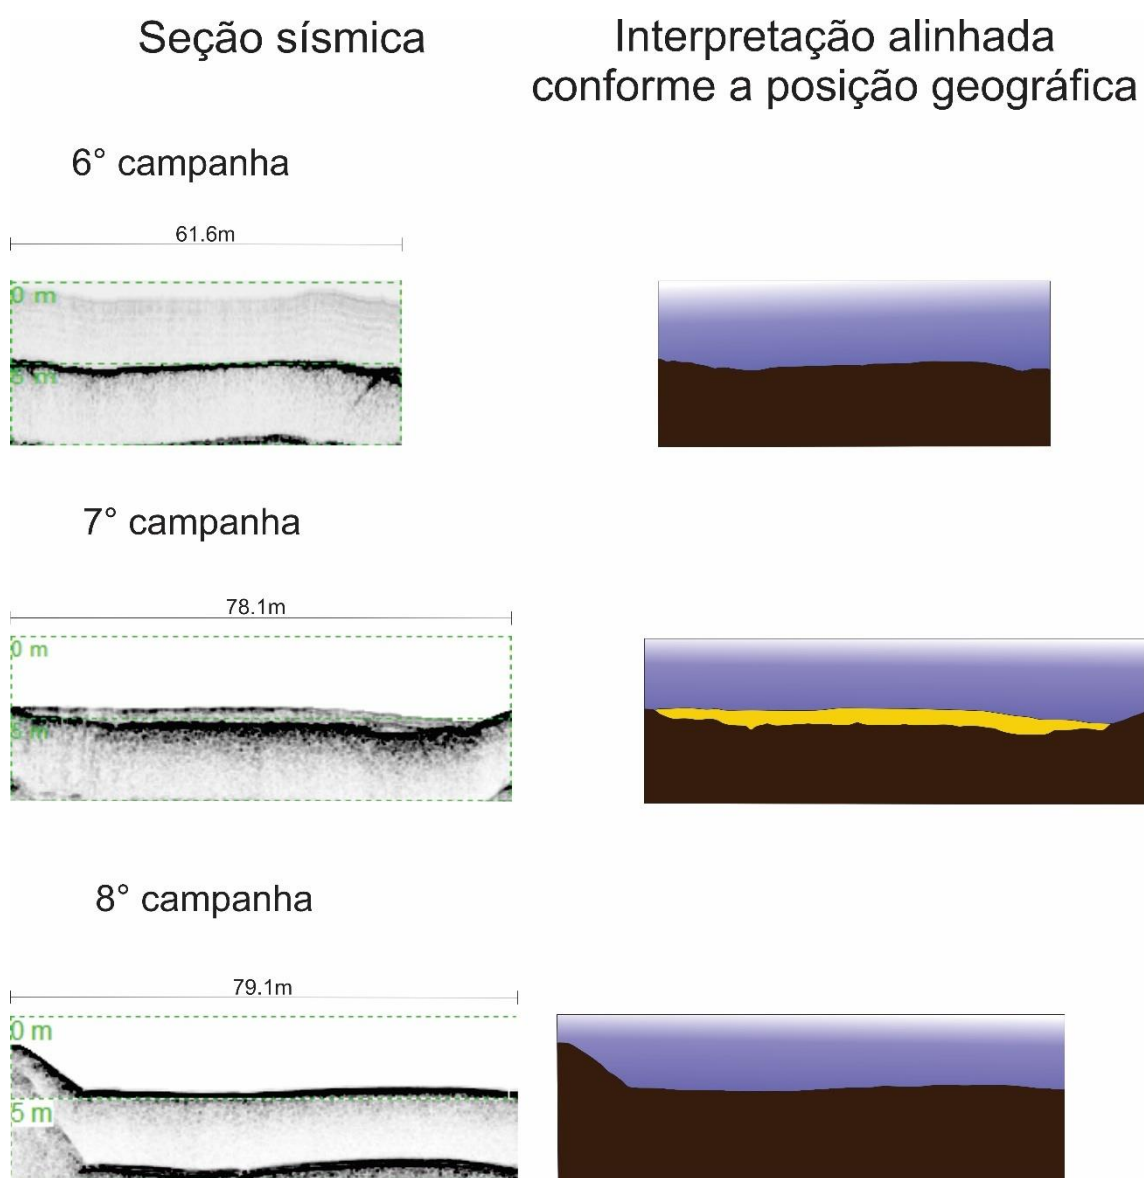 Seção sísmica
Interpretação alinhada
conforme a posição geográfica
6° campanha
61.6m
0 m
5 m
7° campanha
78.1m
0 m
5 m
8° campanha
79.1m
0 m
5 m